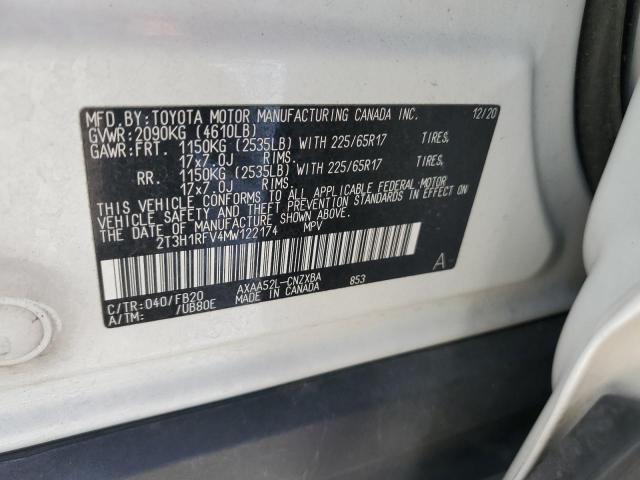 MFD. BY: TOYOTA MOTOR MANUFACTURING CANADA INC. 12/20
GVWR: 2090KG (4610LB)
GAWR: FRT. 1150KG (2535LB) WITH 225/65R17 TIRES,
17x7.0J RIMS.
RR. 1150KG (2535LB) WITH 225/65R17 TIRES,
17x7.0J RIMS.
THIS VEHICLE CONFORMS TO ALL APPLICABLE FEDERAL MOTOR
VEHICLE SAFETY AND THEFT PREVENTION STANDARDS IN EFFECT ON
THE DATE OF MANUFACTURE SHOWN ABOVE.
2T3H1RFV4MW122174 MPV
A
C/TR: 040/FB20 AXAA52L-CNZXBA 853
A/TM: /UB80E MADE IN CANADA